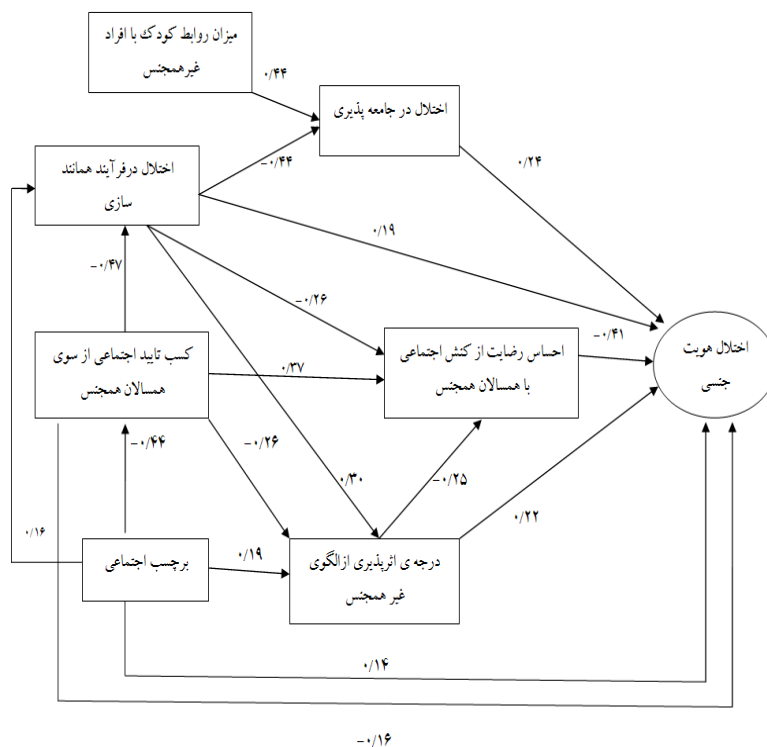 میزان روابط کودک با افراد
غیرهمجنس
۰/۴۴
اختلال در جامعه پذیری
-۰/۴۴
۰/۲۴
اختلال درفرآیند همانند
سازی
۰/۱۹
-۰/۴۷
-۰/۲۶
کسب تایید اجتماعی از سوی
همسالان همجنس
۰/۳۷
احساس رضایت از کنش اجتماعی
با همسالان همجنس
-۰/۴۱
اختلال هویت
جنسی
-۰/۴۴
-۰/۲۶
۰/۳۰
-۰/۲۵
۰/۲۲
۰/۱۶
برچسب اجتماعی
۰/۱۹
درجه ی اثرپذیری ازالگوی
غیر همجنس
۰/۱۴
-۰/۱۶